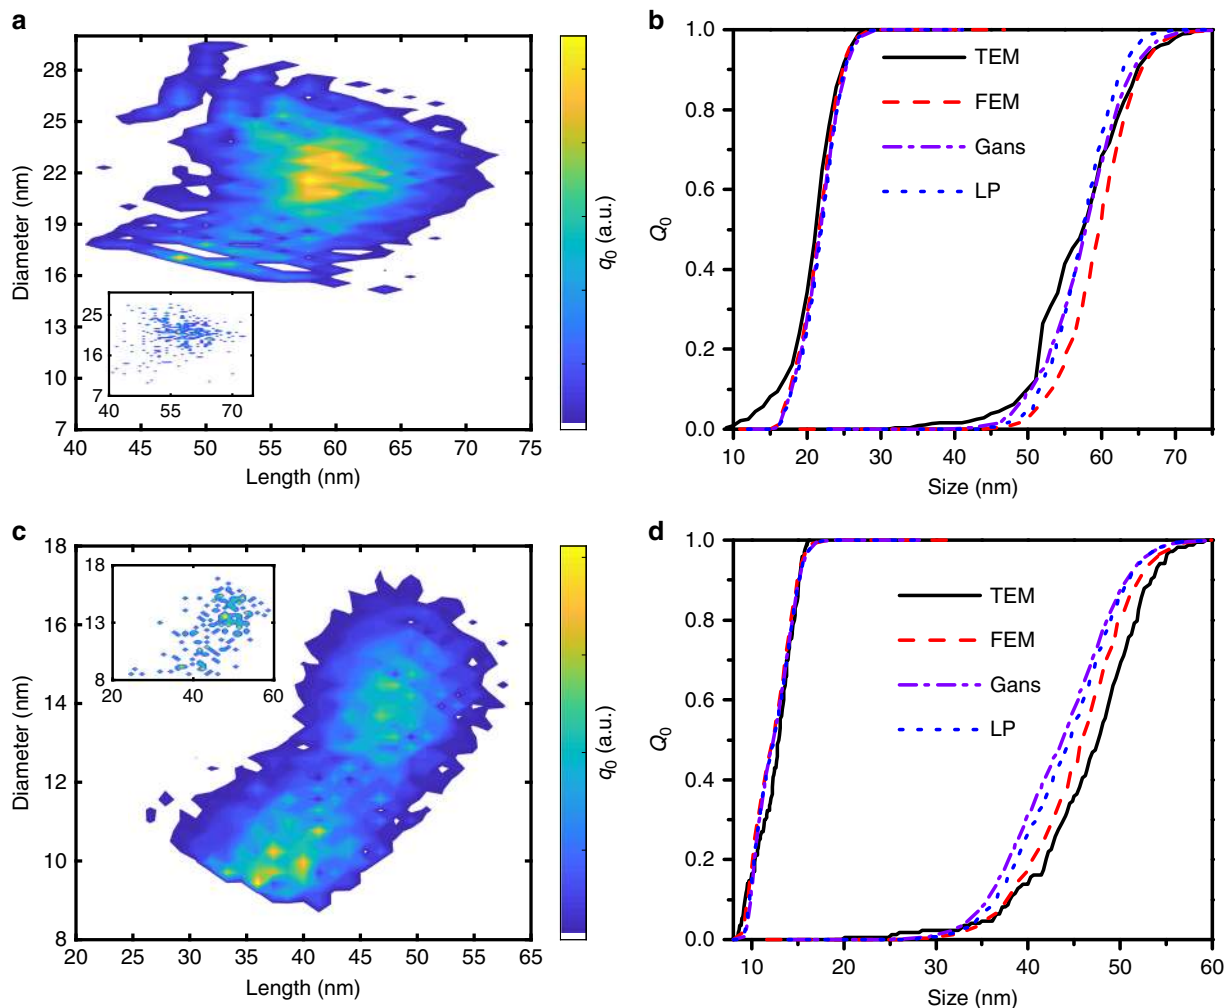 a
28
25
22
19
16
13
10
7
Diameter (nm)
25
16
7
40 55 70
40 45 50 55 60 65 70 75
Length (nm)
q0 (a.u.)
b
1.0
0.8
0.6
0.4
0.2
0.0
Q0
TEM
FEM
Gans
LP
10 20 30 40 50 60 70
Size (nm)
c
18
16
14
12
10
8
Diameter (nm)
18
13
8
20 40 60
20 25 30 35 40 45 50 55 60 65
Length (nm)
q0 (a.u.)
d
1.0
0.8
0.6
0.4
0.2
0.0
Q0
TEM
FEM
Gans
LP
10 20 30 40 50 60
Size (nm)